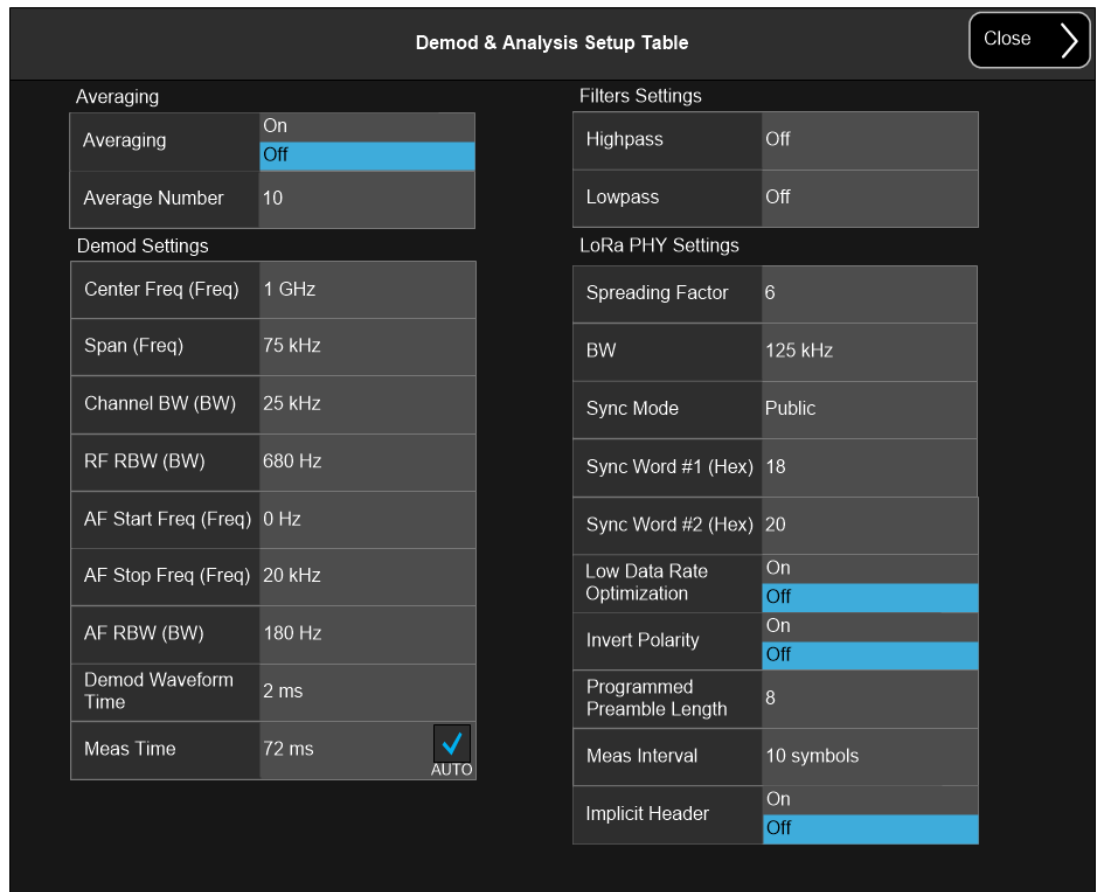 Demod & Analysis Setup Table
Close
Averaging
Averaging
On
Off
Average Number
10
Demod Settings
Center Freq (Freq)
1 GHz
Span (Freq)
75 kHz
Channel BW (BW)
25 kHz
RF RBW (BW)
680 Hz
AF Start Freq (Freq)
0 Hz
AF Stop Freq (Freq)
20 kHz
AF RBW (BW)
180 Hz
Demod Waveform
Time
2 ms
Meas Time
72 ms
AUTO
Filters Settings
Highpass
Off
Lowpass
Off
LoRa PHY Settings
Spreading Factor
6
BW
125 kHz
Sync Mode
Public
Sync Word #1 (Hex)
18
Sync Word #2 (Hex)
20
Low Data Rate
Optimization
On
Off
Invert Polarity
On
Off
Programmed
Preamble Length
8
Meas Interval
10 symbols
Implicit Header
On
Off